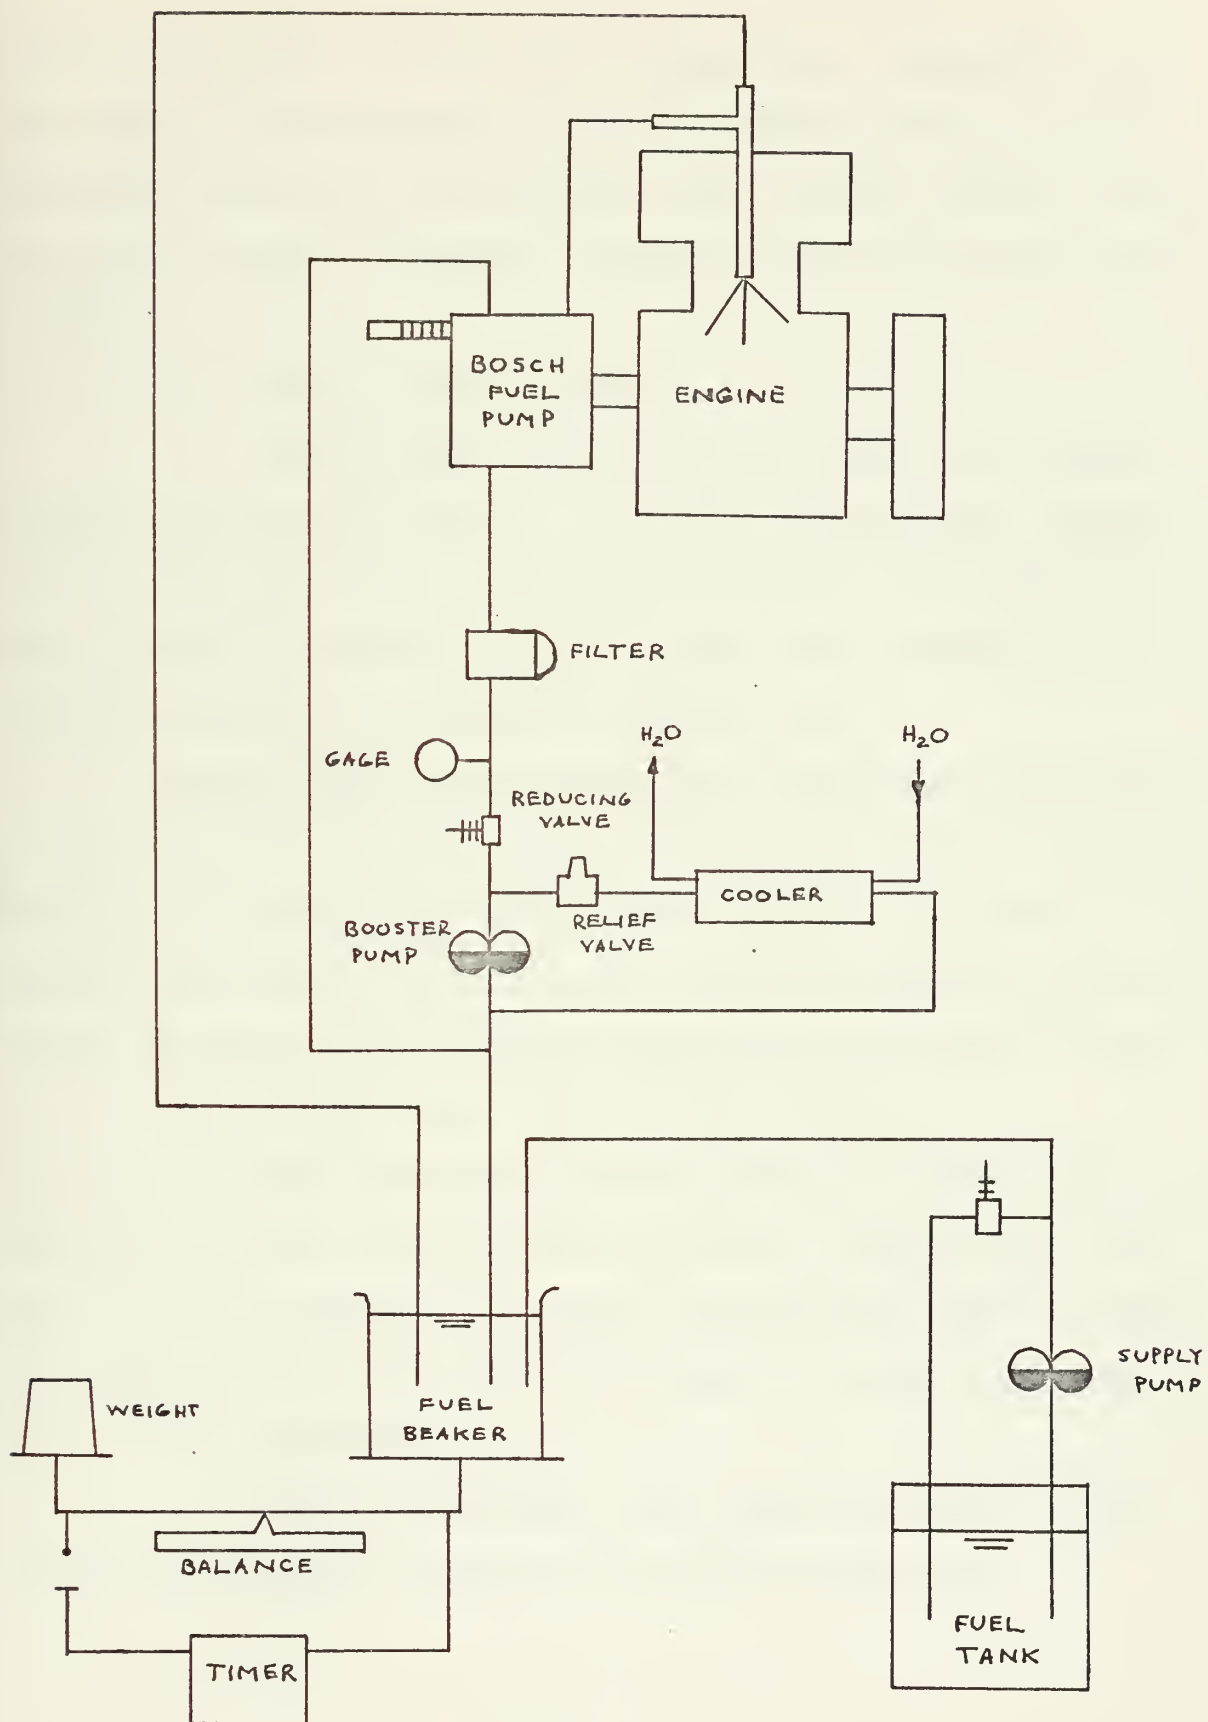 BOSCH
FUEL
PUMP
ENGINE
FILTER
GAGE
H₂O
H₂O
REDUCING
VALVE
COOLER
RELIEF
VALVE
BOOSTER
PUMP
SUPPLY
PUMP
WEIGHT
FUEL
BEAKER
BALANCE
FUEL
TANK
TIMER